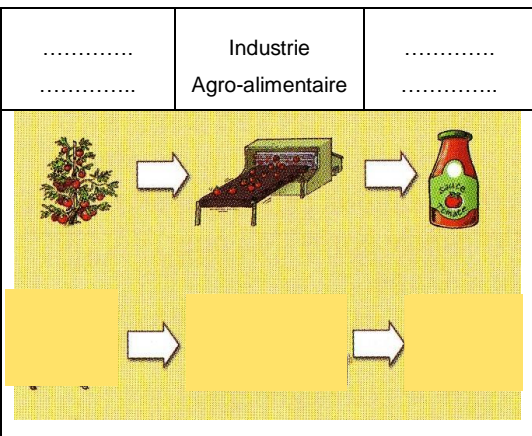 ………….
…………..
Industrie
Agro-alimentaire
………….
…………..
Sauce
Tomate